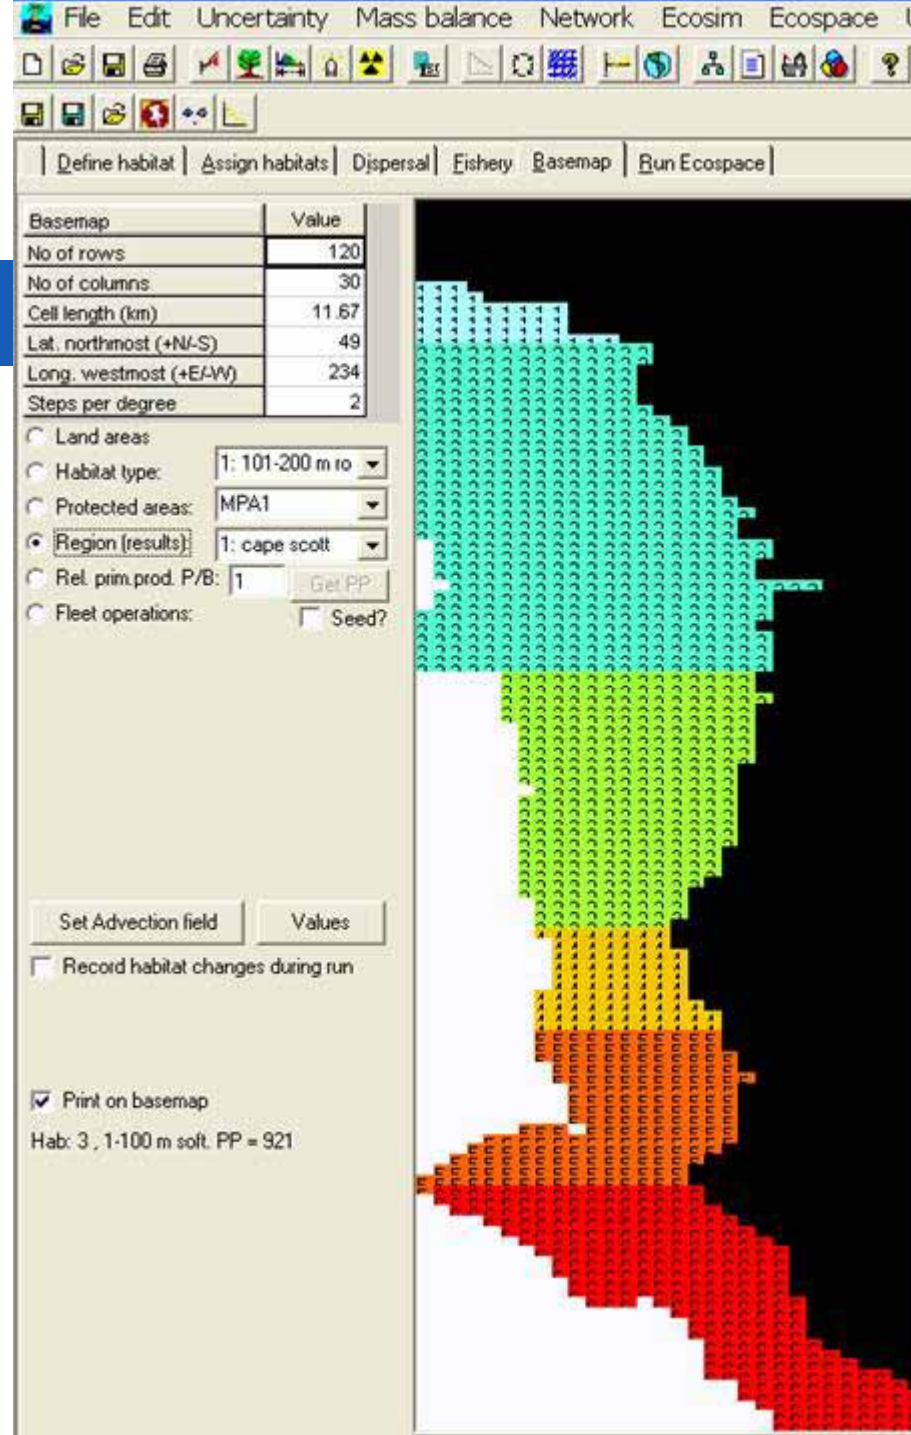 File Edit Uncertainty Mass balance Network Ecosim Ecospace
Define habitat Assign habitats Dispersal Fishery Basemap Run Ecospace
Basemap Value
No of rows 120
No of columns 30
Cell length (km) 11.67
Lat. northmost (+N/-S) 49
Long. westmost (+E/-W) 234
Steps per degree 2
Land areas
Habitat type: 1: 101-200 m ro
Protected areas: MPA1
Region (results): 1: cape scott
Rel. prim.prod. P/B: 1 Get PP
Fleet operations: Seed?
Set Advection field Values
Record habitat changes during run
Print on basemap
Hab: 3 , 1-100 m soft. PP = 921